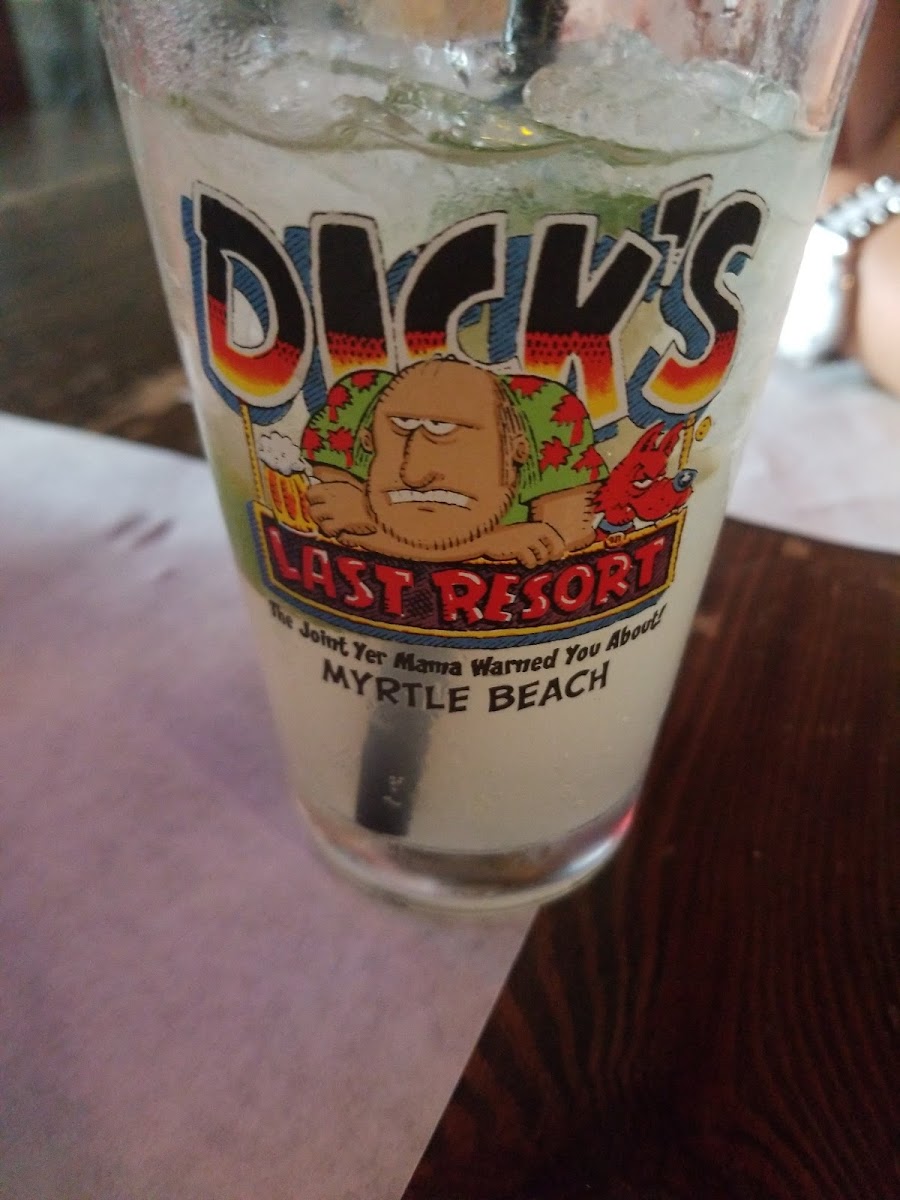 DICK'S
LAST RESORT
The Joint Yer Mama Warned You About!
MYRTLE BEACH